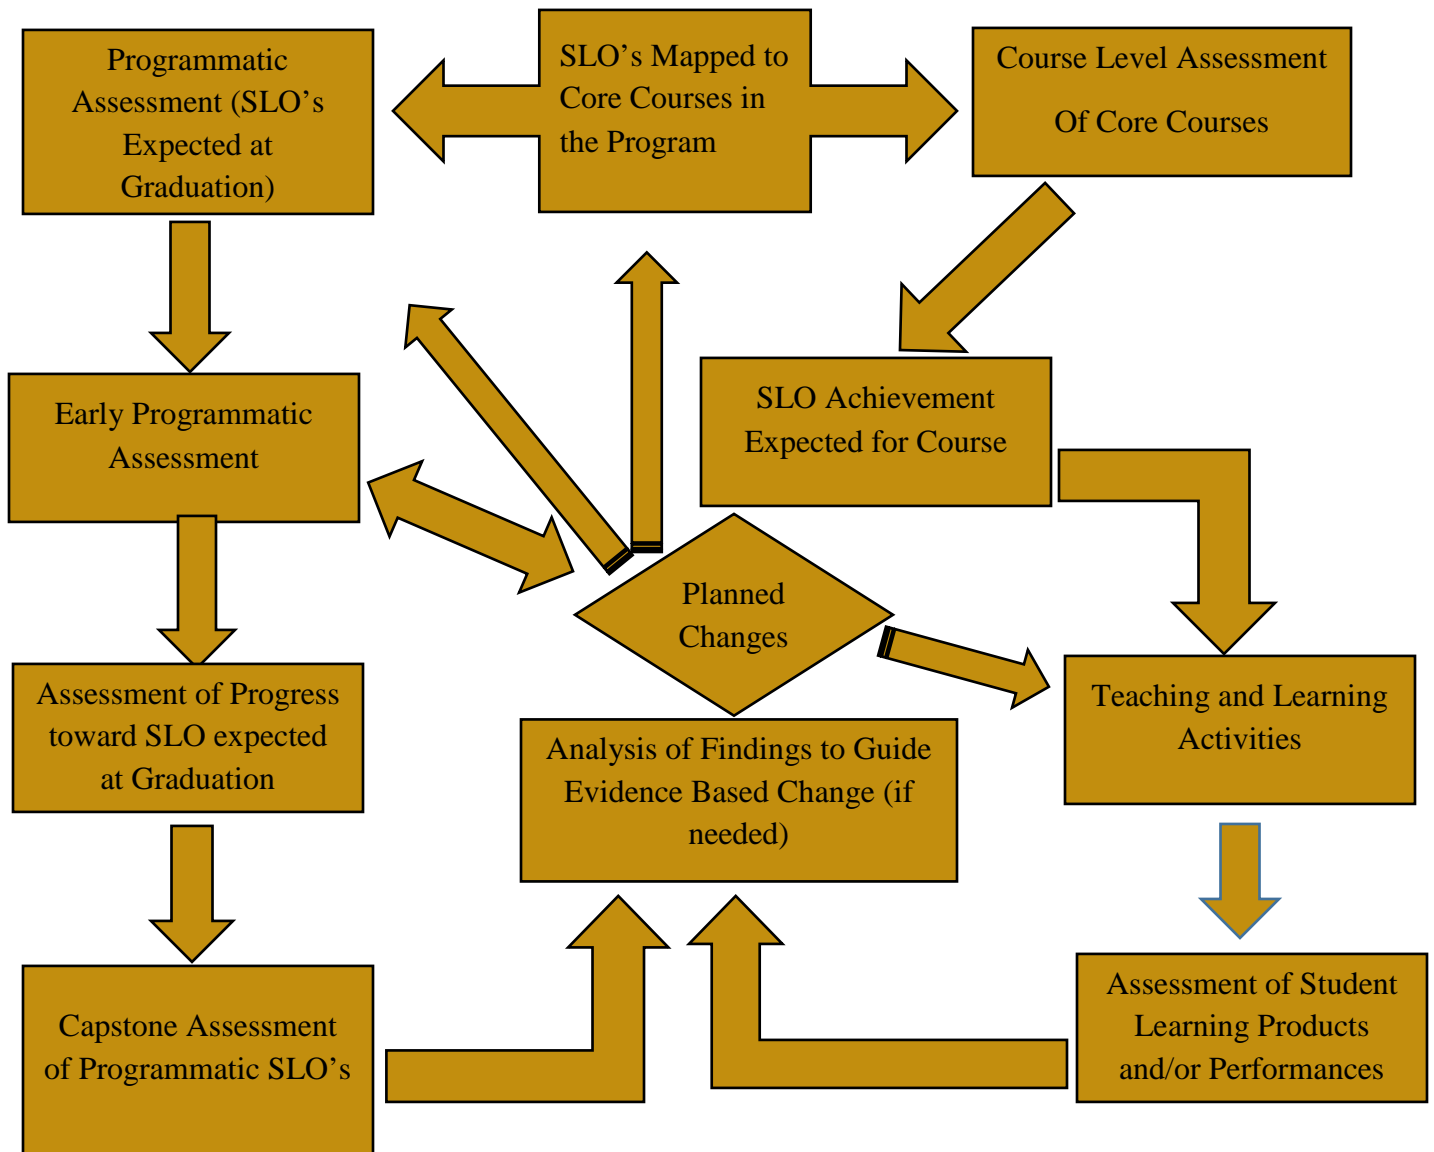 Programmatic
Assessment (SLO’s
Expected at
Graduation)
SLO’s Mapped to
Core Courses in
the Program
Course Level Assessment
Of Core Courses
Early Programmatic
Assessment
SLO Achievement
Expected for Course
Planned
Changes
Assessment of Progress
toward SLO expected
at Graduation
Teaching and Learning
Activities
Analysis of Findings to Guide
Evidence Based Change (if
needed)
Capstone Assessment
of Programmatic SLO’s
Assessment of Student
Learning Products
and/or Performances